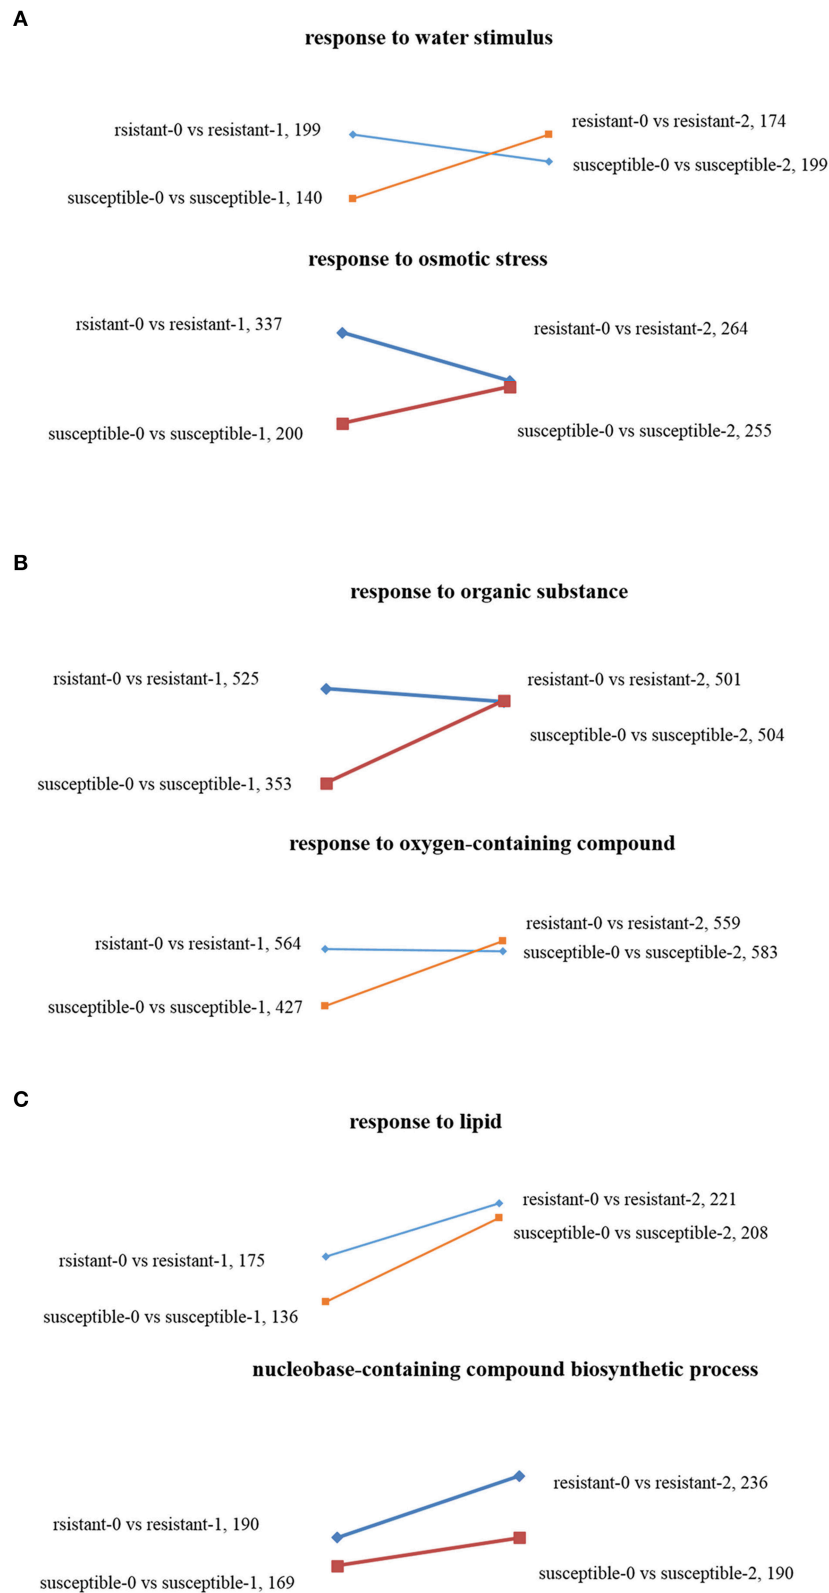 A
response to water stimulus
rsistant-0 vs resistant-1, 199
resistant-0 vs resistant-2, 174
susceptible-0 vs susceptible-2, 199
susceptible-0 vs susceptible-1, 140
response to osmotic stress
rsistant-0 vs resistant-1, 337
resistant-0 vs resistant-2, 264
susceptible-0 vs susceptible-1, 200
susceptible-0 vs susceptible-2, 255
B
response to organic substance
rsistant-0 vs resistant-1, 525
resistant-0 vs resistant-2, 501
susceptible-0 vs susceptible-2, 504
susceptible-0 vs susceptible-1, 353
response to oxygen-containing compound
rsistant-0 vs resistant-1, 564
resistant-0 vs resistant-2, 559
susceptible-0 vs susceptible-2, 583
susceptible-0 vs susceptible-1, 427
C
response to lipid
resistant-0 vs resistant-2, 221
susceptible-0 vs susceptible-2, 208
rsistant-0 vs resistant-1, 175
susceptible-0 vs susceptible-1, 136
nucleobase-containing compound biosynthetic process
resistant-0 vs resistant-2, 236
rsistant-0 vs resistant-1, 190
susceptible-0 vs susceptible-2, 190
susceptible-0 vs susceptible-1, 169